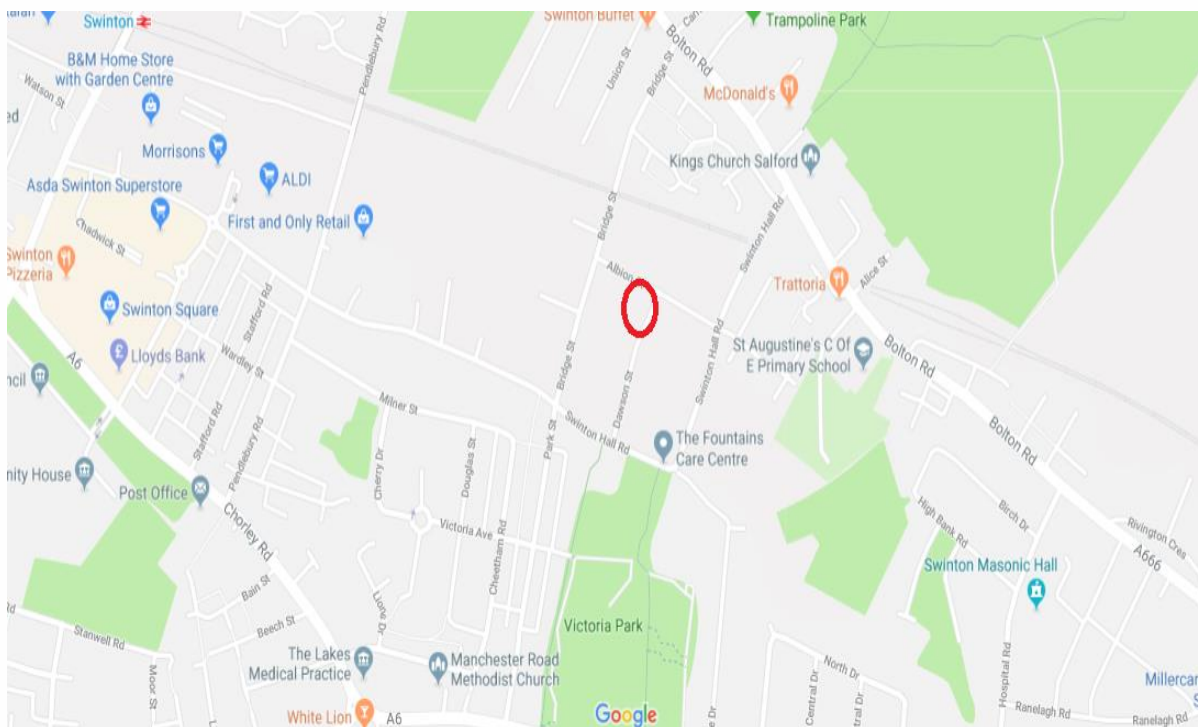 Swinton
Swinton Buffet
Trampoline Park
Bolton Rd
Union St
Bridge St
Pendlebury Rd
B&M Home Store
with Garden Centre
Watson St
McDonald's
Morrisons
Kings Church Salford
ALDI
Asda Swinton Superstore
First and Only Retail
Bridge St
Swinton Hall Rd
Chadwick St
Swinton
Pizzeria
Albion
Trattoria
Alice St
Swinton Square
Stafford Rd
Lloyds Bank
St Augustine's C Of
E Primary School
Bolton Rd
A6
Wardley St
Bridge St
Swinton Hall Rd
Dawson St
Milner St
Stafford Rd
Pendlebury Rd
Park St
Swinton Hall Rd
The Fountains
Care Centre
Bolton Rd
Cherry Dr
Douglas St
Post Office
Chorley Rd
Victoria Ave
High Bank Rd
Birch Dr
Rivington Cres
A666
Cheetham Rd
Swinton Masonic Hall
Bain St
Beech St
Stanwell Rd
Victoria Park
The Lakes
Medical Practice
Manchester Road
Methodist Church
North Dr
Hospital Rd
Moor St
Central Dr
Central Dr
White Lion
A6
Google
Ranelagh Rd
Ranelagh Rd